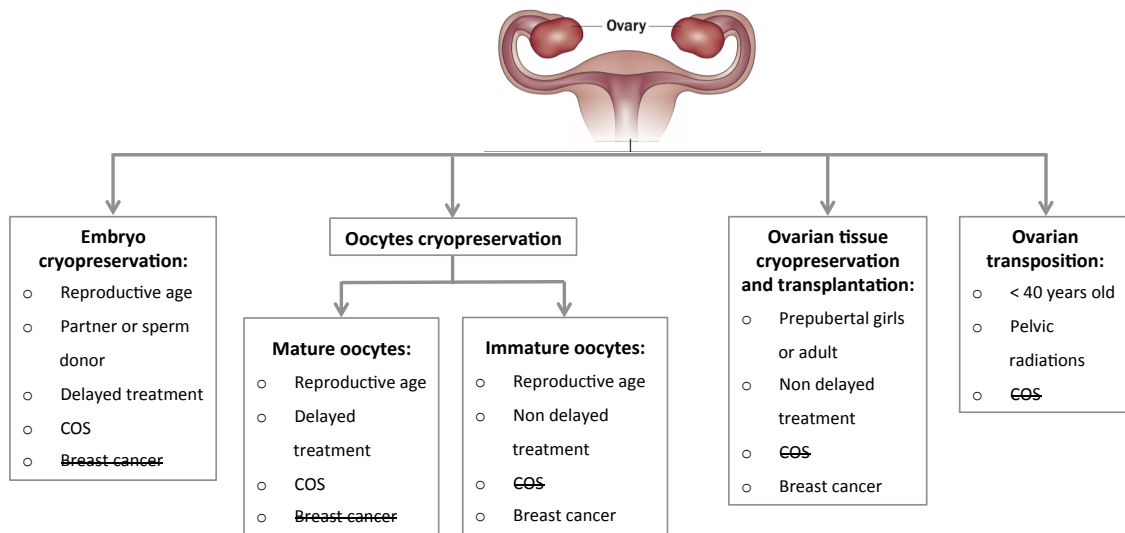 Ovary
Embryo
cryopreservation:
o Reproductive age
o Partner or sperm
donor
o Delayed treatment
o COS
o ~~Breast cancer~~
Oocytes cryopreservation
Mature oocytes:
o Reproductive age
o Delayed
treatment
o COS
o ~~Breast cancer~~
Immature oocytes:
o Reproductive age
o Non delayed
treatment
o ~~COS~~
o Breast cancer
Ovarian tissue
cryopreservation
and transplantation:
o Prepubertal girls
or adult
o Non delayed
treatment
o ~~COS~~
o Breast cancer
Ovarian
transposition:
o < 40 years old
o Pelvic
radiations
o ~~COS~~